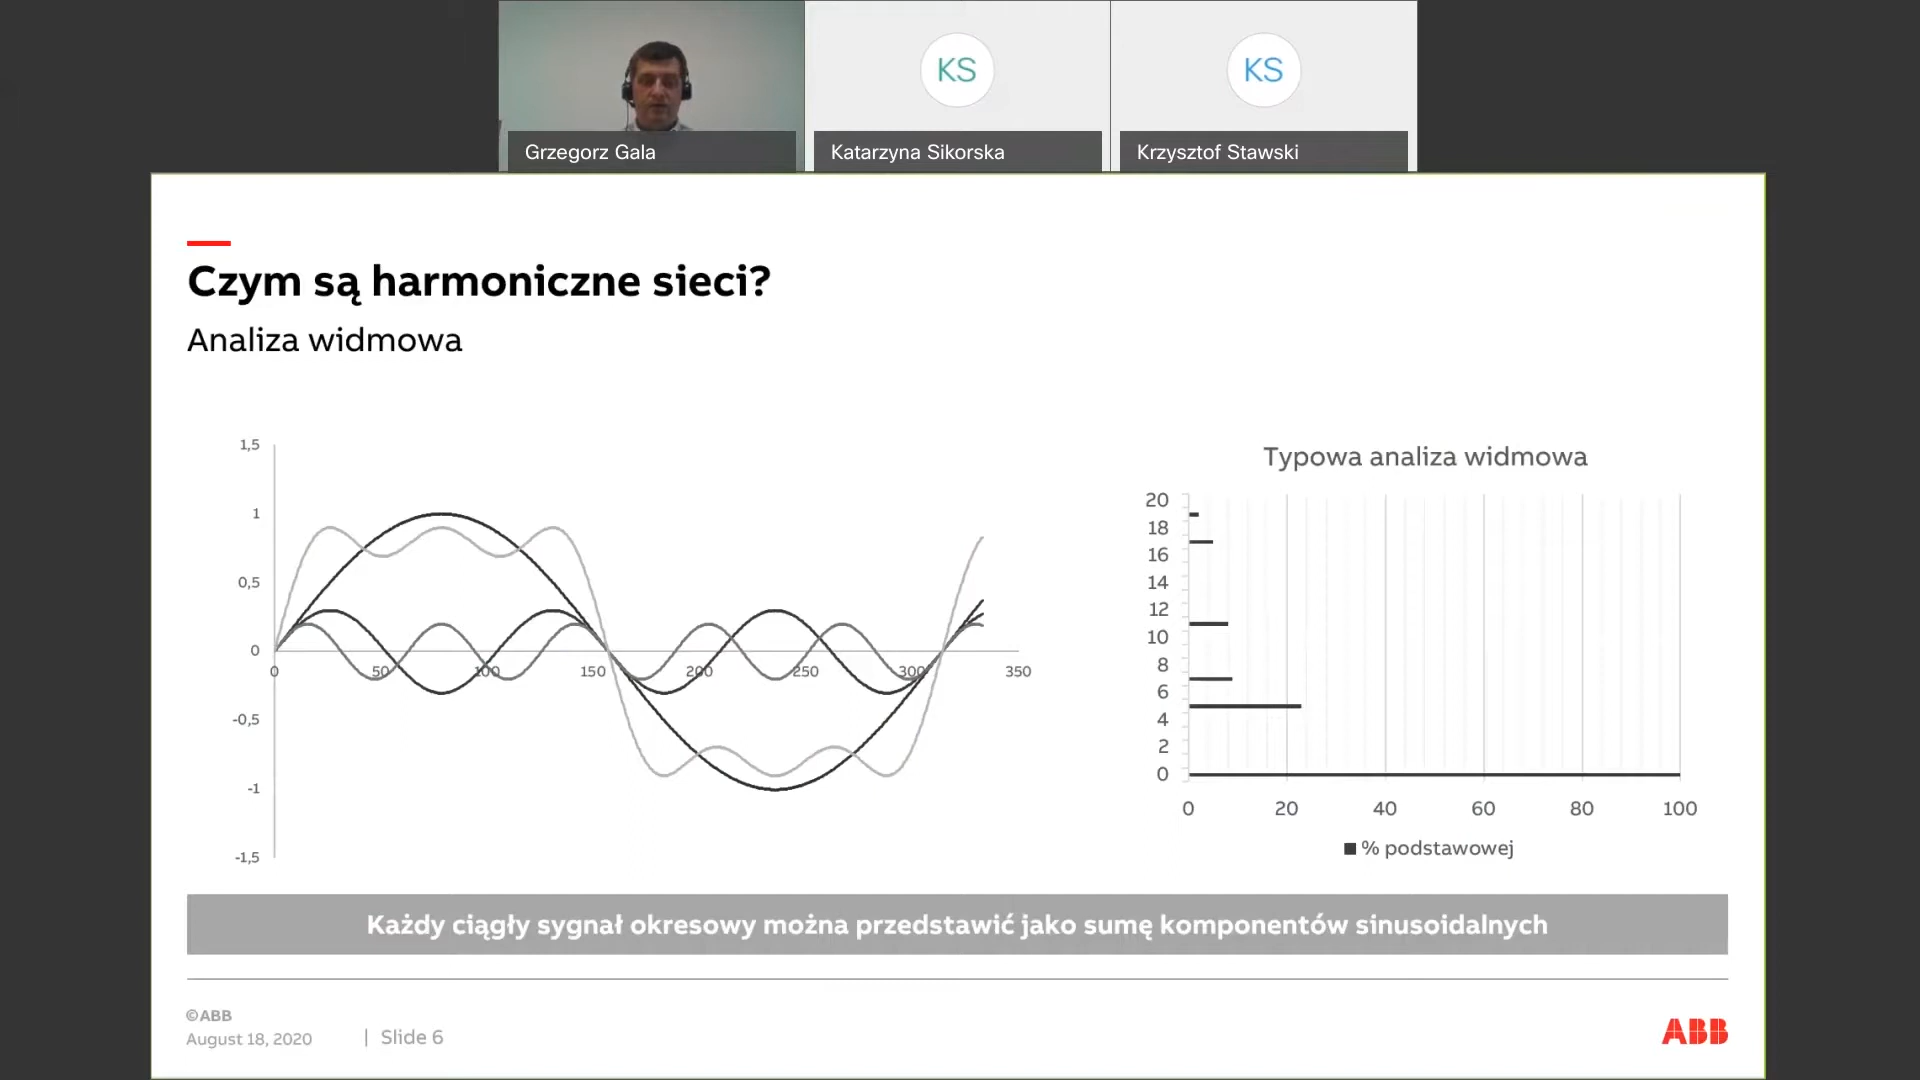 KS
KS
Grzegorz Gala
Katarzyna Sikorska
Krzysztof Stawski
Czym są harmoniczne sieci?
Analiza widmowa
1,5
1
0,5
0
-0,5
-1
-1,5
0
50
100
150
200
250
300
350
Typowa analiza widmowa
20
18
16
14
12
10
8
6
4
2
0
0
20
40
60
80
100
% podstawowej
Każdy ciągły sygnał okresowy można przedstawić jako sumę komponentów sinusoidalnych
©ABB
August 18, 2020 | Slide 6
ABB